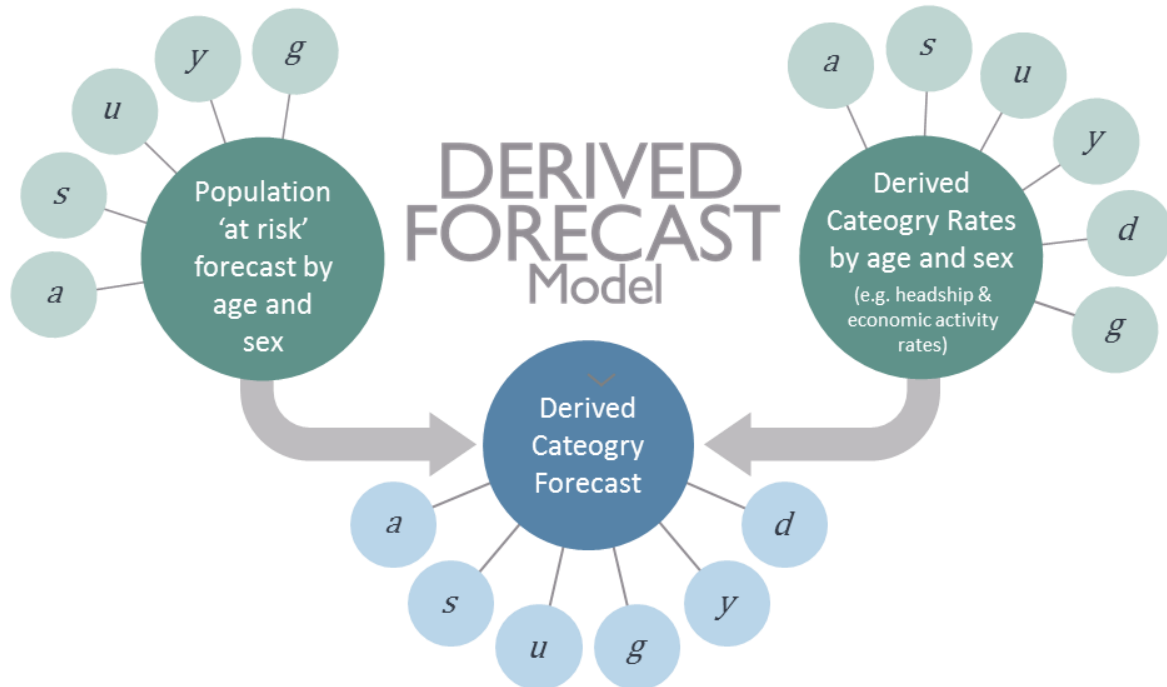 g
y
u
s
a
Population
‘at risk’
forecast by
age and
sex
DERIVED
FORECAST
Model
a
s
u
y
d
g
Derived
Cateogry Rates
by age and sex
(e.g. headship &
economic activity
rates)
Derived
Cateogry
Forecast
a
s
u
g
y
d